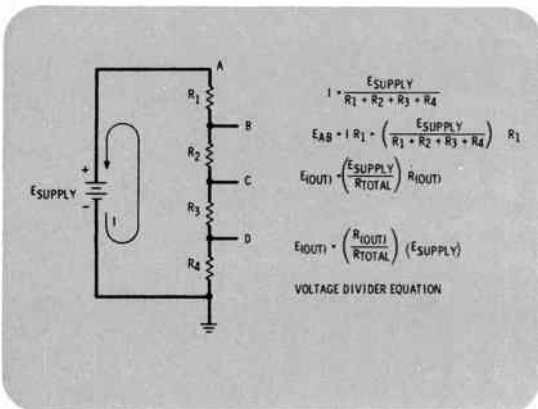 A
R1
B
R2
+
ESUPPLY
-
C
I
R3
D
R4
I = ESUPPLY / R1 + R2 + R3 + R4
EAB = I R1 = (ESUPPLY / R1 + R2 + R3 + R4) R1
E(OUT) = (ESUPPLY / RTOTAL) R(OUT)
E(OUT) = (R(OUT) / RTOTAL) (ESUPPLY)
VOLTAGE DIVIDER EQUATION